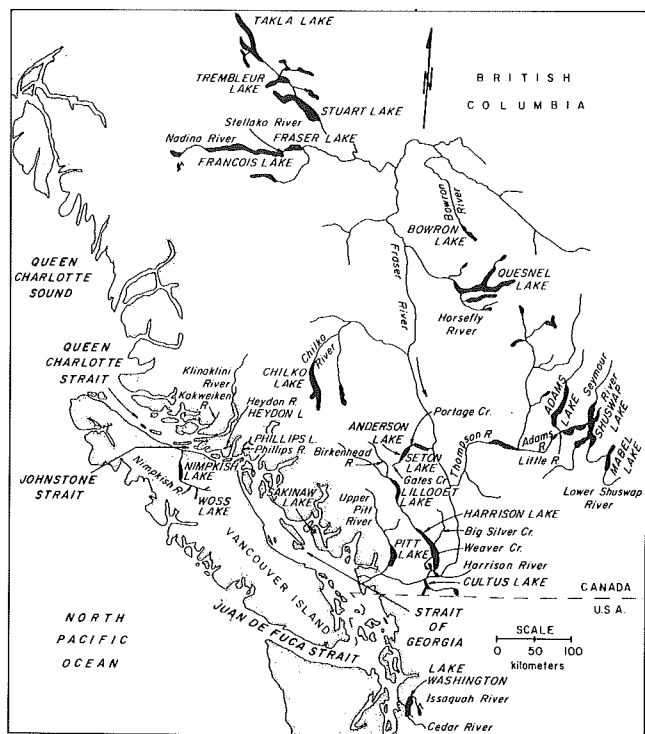 TAKLA LAKE
TREMBLEUR
LAKE
STUART LAKE
Stellako River
Nadina River
FRASER LAKE
FRANCOIS LAKE
BRITISH
COLUMBIA
N
Bowron
River
BOWRON
LAKE
QUEEN
CHARLOTTE
SOUND
Fraser
River
QUESNEL
LAKE
Horsefly
River
QUEEN
CHARLOTTE
STRAIT
Klinaklini
River
Kakweiken
R.
Chilko
River
CHILKO
LAKE
Heydon R.
HEYDON L.
PHILLIPS L.
Phillips R.
Portage Cr.
ANDERSON
LAKE
Birkenhead
R.
SETON
LAKE
Gates Cr.
LILLOOET
LAKE
Thompson R.
ADAMS
LAKE
Seymour
River
SHUSWAP
LAKE
Adams
R.
Little R.
MABEL
LAKE
Lower Shuswap
River
JOHNSTONE
STRAIT
Nimpkish R.
NIMPKISH
LAKE
WOSS
LAKE
SAKINAW
LAKE
Upper
Pitt
River
PITT
LAKE
HARRISON LAKE
Big Silver Cr.
Weaver Cr.
Harrison River
CULTUS LAKE
CANADA
U.S.A.
VANCOUVER ISLAND
STRAIT
OF
GEORGIA
NORTH
PACIFIC
OCEAN
JUAN DE FUCA STRAIT
SCALE
0 50 100
kilometers
LAKE
WASHINGTON
Issaquah River
Cedar River